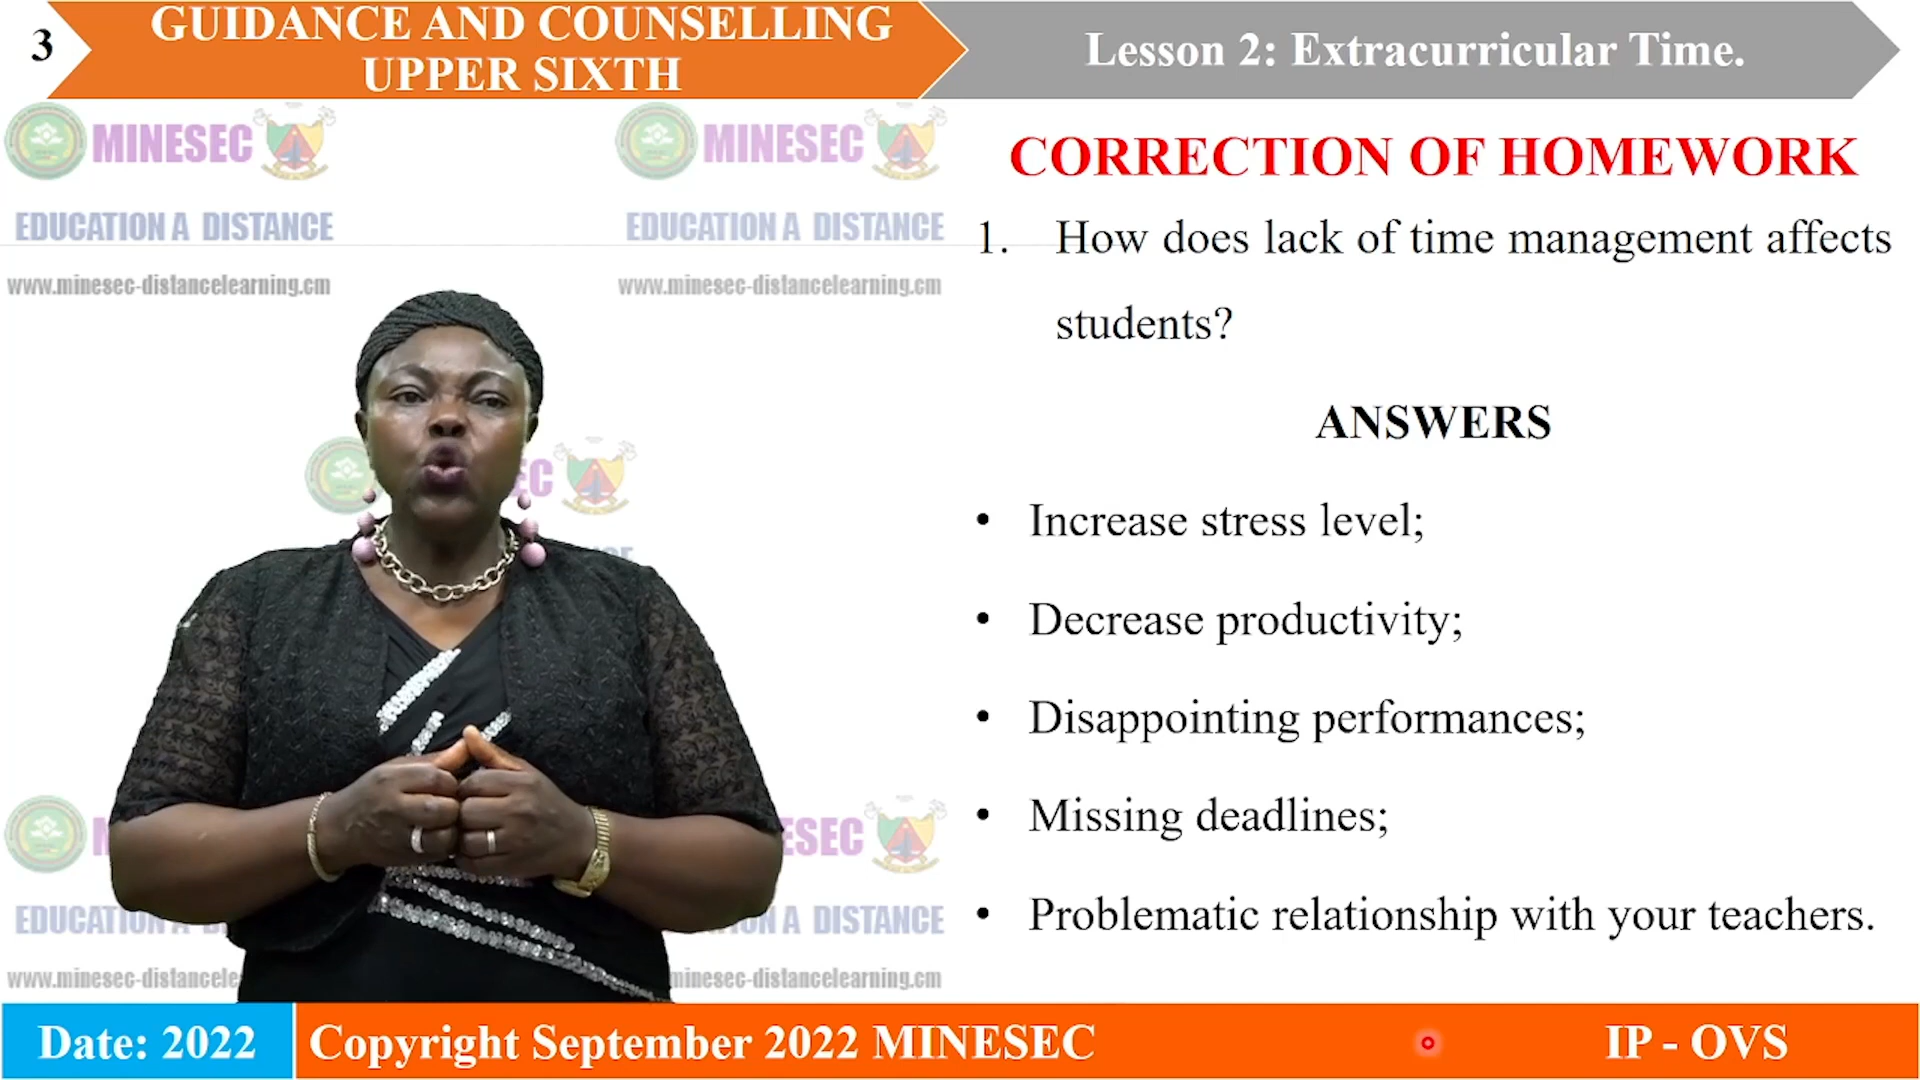 3
GUIDANCE AND COUNSELLING
UPPER SIXTH
Lesson 2: Extracurricular Time.
MINESEC
MINESEC
EDUCATION A DISTANCE
EDUCATION A DISTANCE
www.minesec-distancelearning.cm
www.minesec-distancelearning.cm
CORRECTION OF HOMEWORK
1. How does lack of time management affects
students?
ANSWERS
• Increase stress level;
• Decrease productivity;
• Disappointing performances;
• Missing deadlines;
• Problematic relationship with your teachers.
Date: 2022
Copyright September 2022 MINESEC
IP - OVS